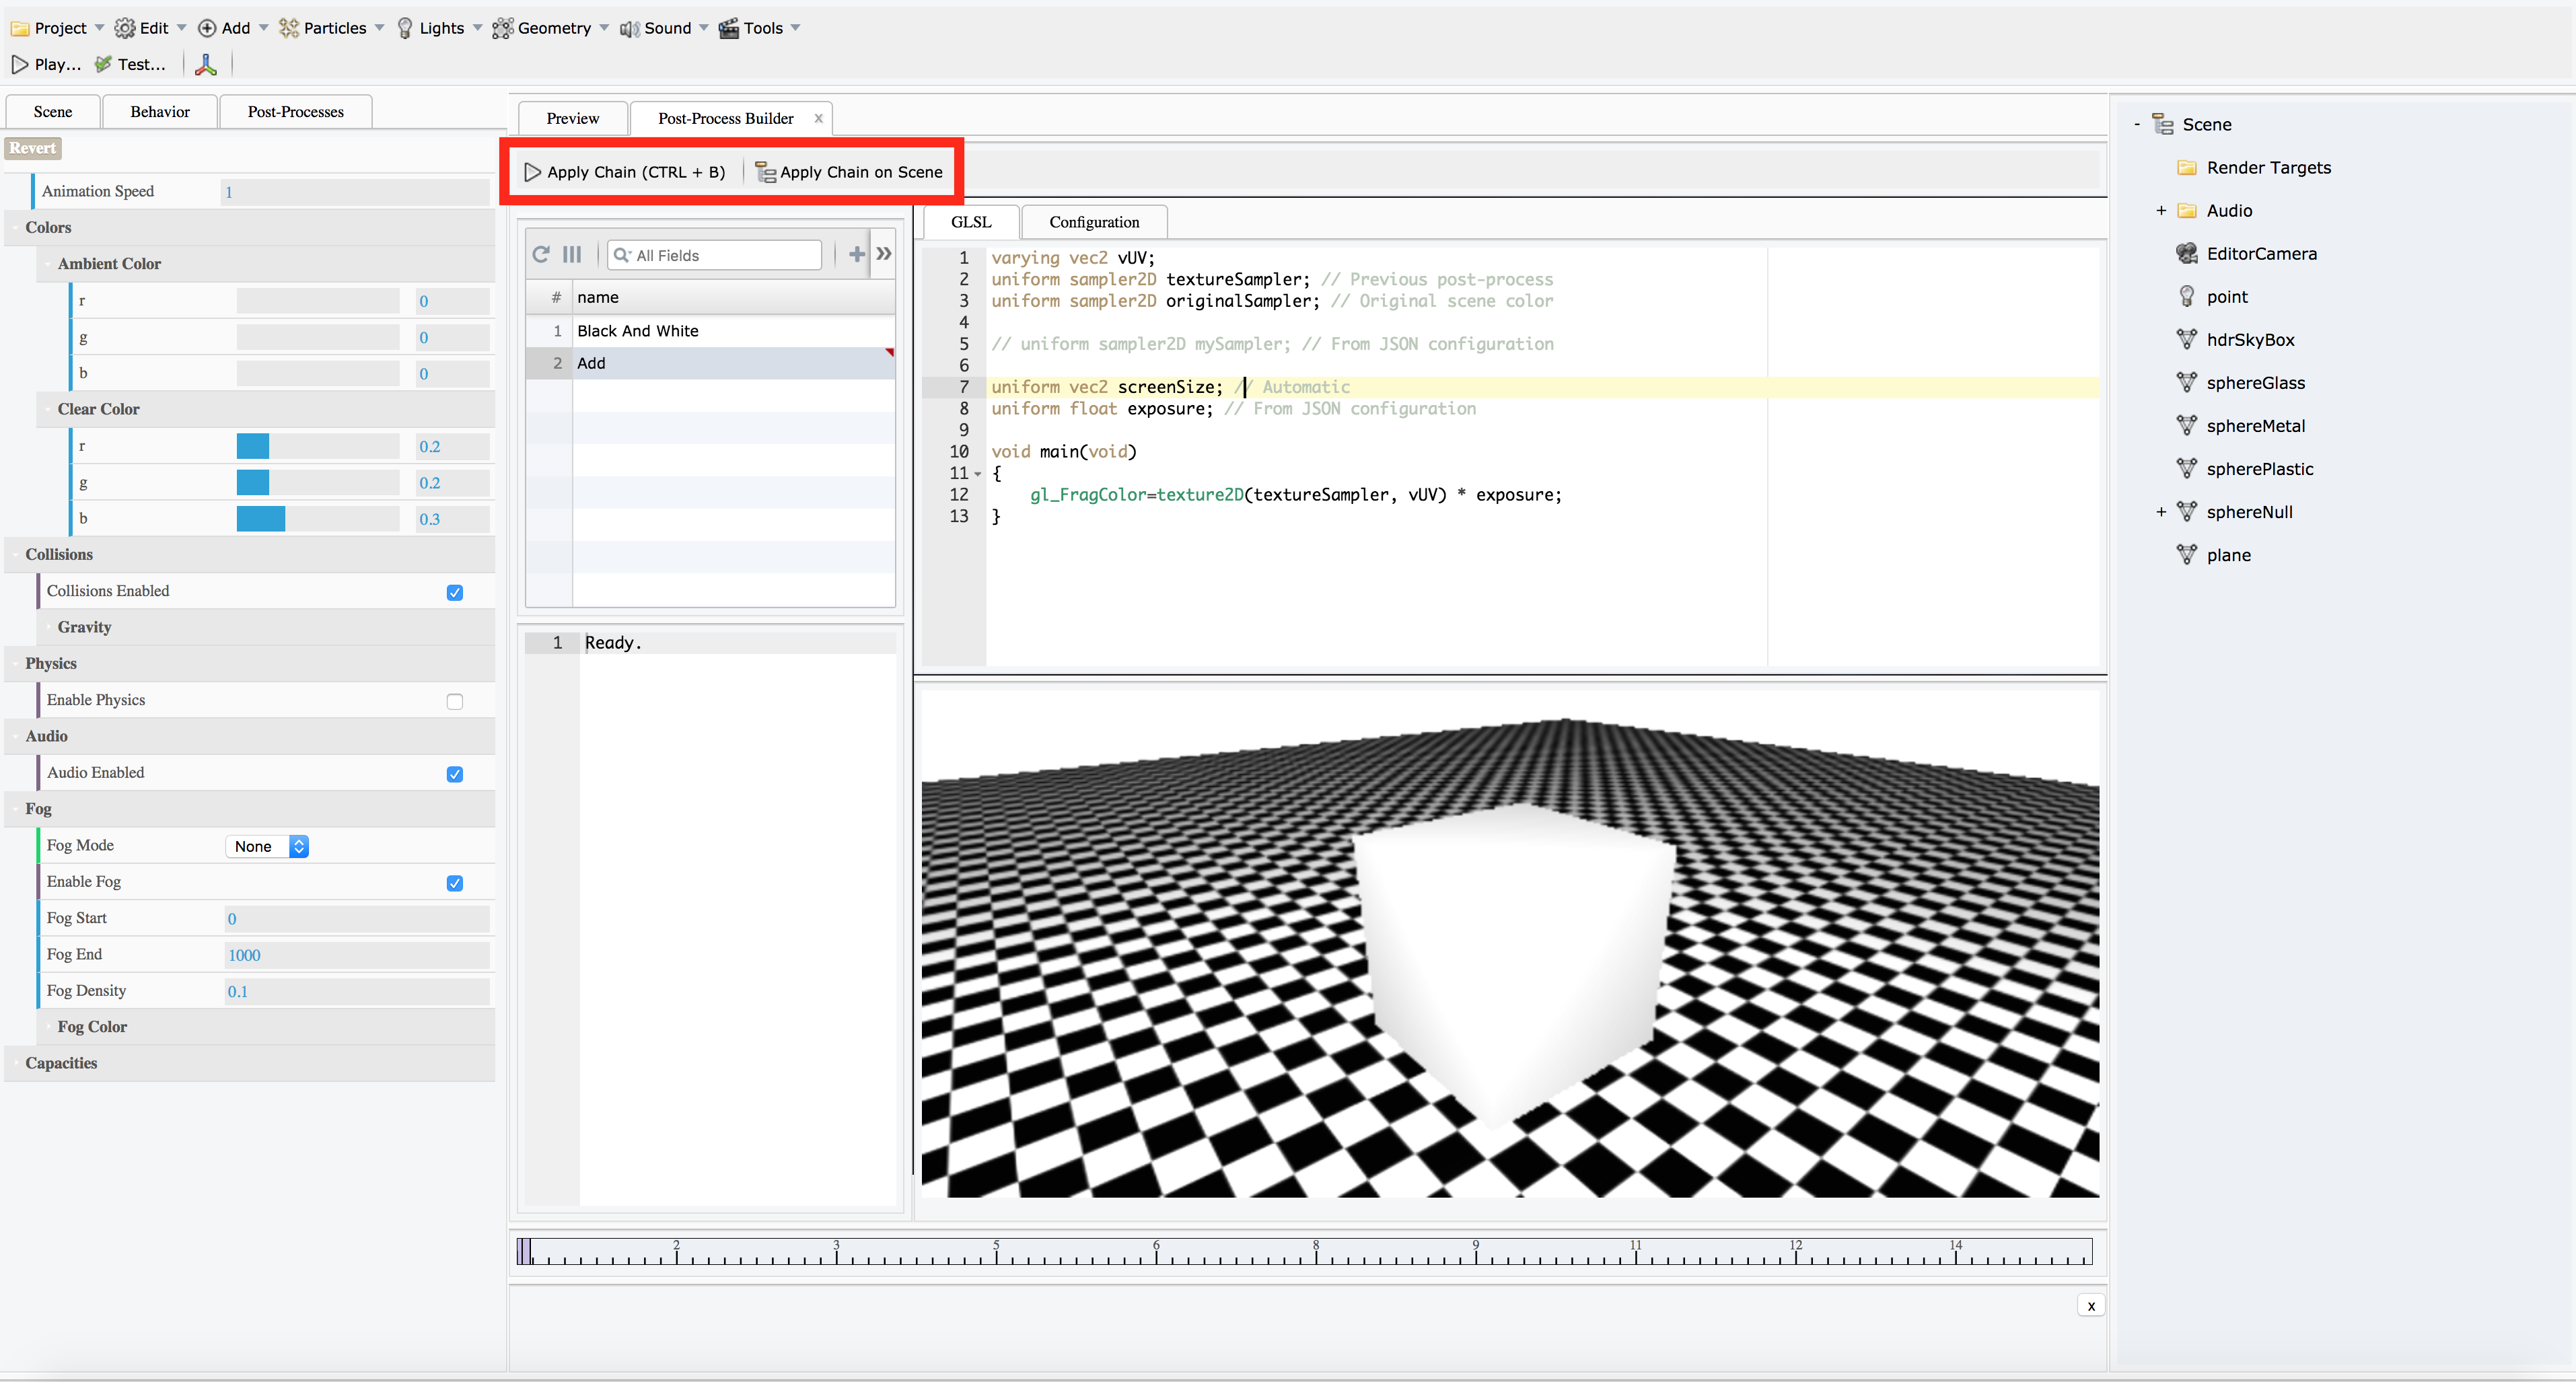 Project Edit Add Particles Lights Geometry Sound Tools
Play... Test...
Scene Behavior Post-Processes
Revert
Animation Speed 1
Colors
Ambient Color
r 0
g 0
b 0
Clear Color
r 0.2
g 0.2
b 0.3
Collisions
Collisions Enabled
Gravity
Physics
Enable Physics
Audio
Audio Enabled
Fog
Fog Mode None
Enable Fog
Fog Start 0
Fog End 1000
Fog Density 0.1
Fog Color
Capacities
Preview Post-Process Builder x
Apply Chain (CTRL + B) Apply Chain on Scene
All Fields
# name
1 Black And White
2 Add
1 Ready.
GLSL Configuration
1 varying vec2 vUV;
2 uniform sampler2D textureSampler; // Previous post-process
3 uniform sampler2D originalSampler; // Original scene color
4
5 // uniform sampler2D mySampler; // From JSON configuration
6
7 uniform vec2 screenSize; // Automatic
8 uniform float exposure; // From JSON configuration
9
10 void main(void)
11 {
12 gl_FragColor=texture2D(textureSampler, vUV) * exposure;
13 }
2 3 5 6 8 9 11 12 14
x
- Scene
Render Targets
+ Audio
EditorCamera
point
hdrSkyBox
sphereGlass
sphereMetal
spherePlastic
+ sphereNull
plane